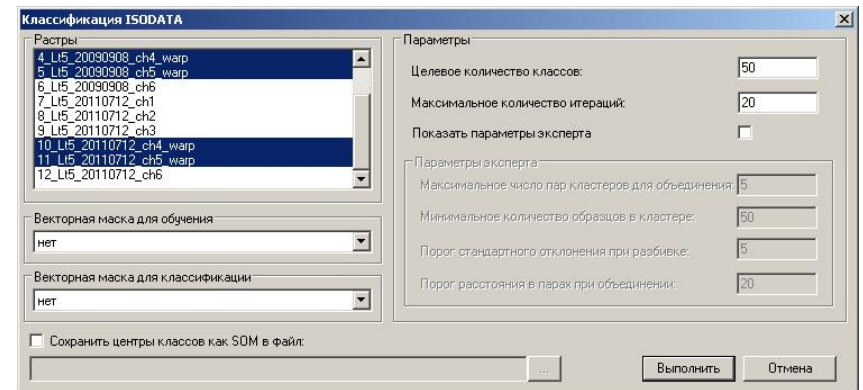 Классификация ISODATA
Растры
4_Lt5_20090908_ch4_warp
5_Lt5_20090908_ch5_warp
6_Lt5_20090908_ch6
7_Lt5_20110712_ch1
8_Lt5_20110712_ch2
9_Lt5_20110712_ch3
10_Lt5_20110712_ch4_warp
11_Lt5_20110712_ch5_warp
12_Lt5_20110712_ch6
Векторная маска для обучения
нет
Векторная маска для классификации
нет
Параметры
Целевое количество классов: 50
Максимальное количество итераций: 20
Показать параметры эксперта
Параметры эксперта
Максимальное число пар кластеров для объединения: 5
Минимальное количество образцов в кластере: 50
Порог стандартного отклонения при разбивке: 5
Порог расстояния в парах при объединении: 20
Сохранить центры классов как SOM в файл:
... Выполнить Отмена